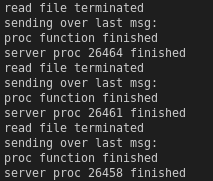 read file terminated
sending over last msg:
proc function finished
server proc 26464 finished
read file terminated
sending over last msg:
proc function finished
server proc 26461 finished
read file terminated
sending over last msg:
proc function finished
server proc 26458 finished